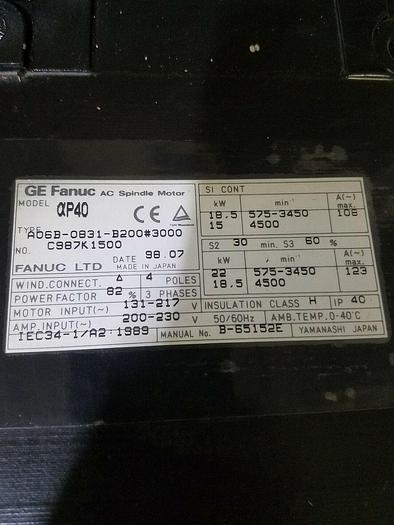 GE Fanuc AC Spindle Motor
MODEL αP40
CE
TYPE A06B-0831-B200#3000
NO. C987K1500
DATE 98.07
FANUC LTD MADE IN JAPAN
WIND.CONNECT. △ 4 POLES
POWER FACTOR 82 % 3 PHASES
MOTOR INPUT(~) 131-217 V
AMP.INPUT(~) 200-230 V 50/60Hz AMB.TEMP.0-40°C
IEC34-1/A2:1989 MANUAL No. B-65152E YAMANASHI JAPAN
S1 CONT
kW min⁻¹ A(~) max.
18.5 575-3450 108
15 4500
S2 30 min. S3 60 %
kW min⁻¹ A(~) max.
22 575-3450 123
18.5 4500
INSULATION CLASS H IP 40